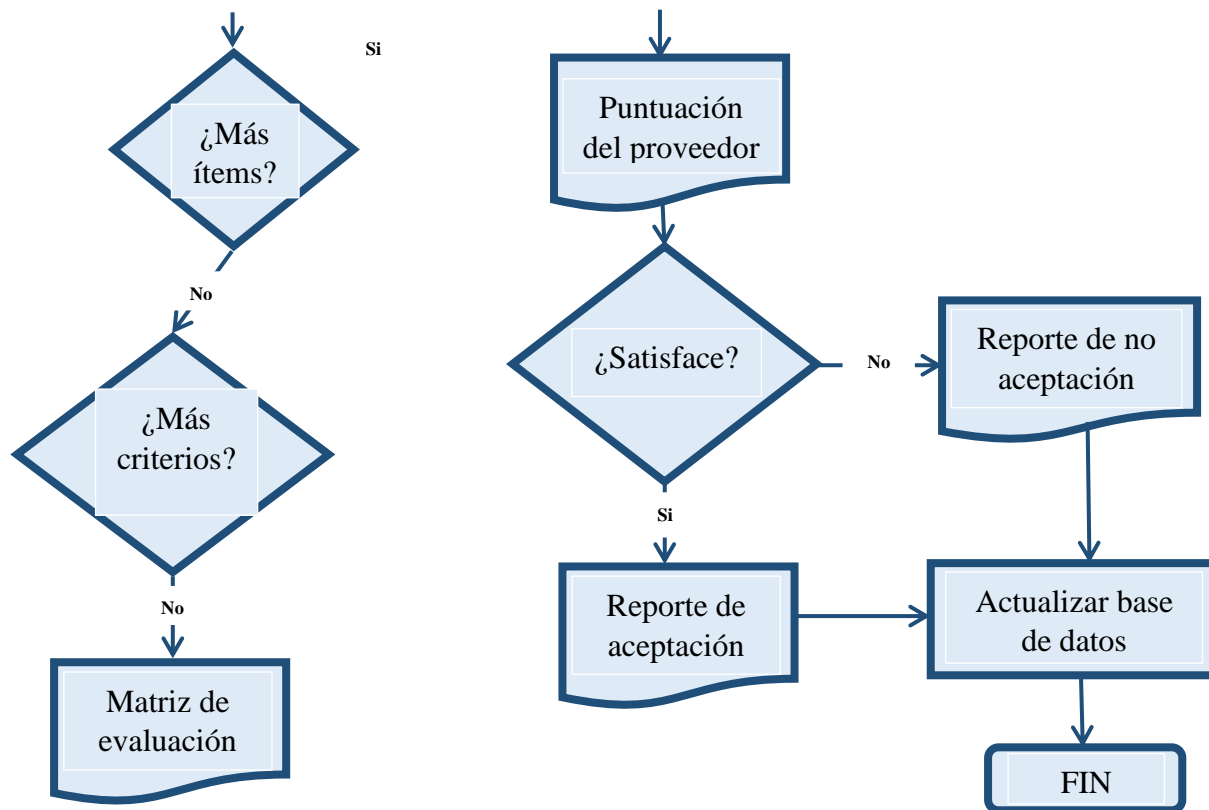 Si
¿Más
ítems?
No
¿Más
criterios?
No
Matriz de
evaluación
Puntuación
del proveedor
¿Satisface?
No
Reporte de no
aceptación
Si
Reporte de
aceptación
Actualizar base
de datos
FIN